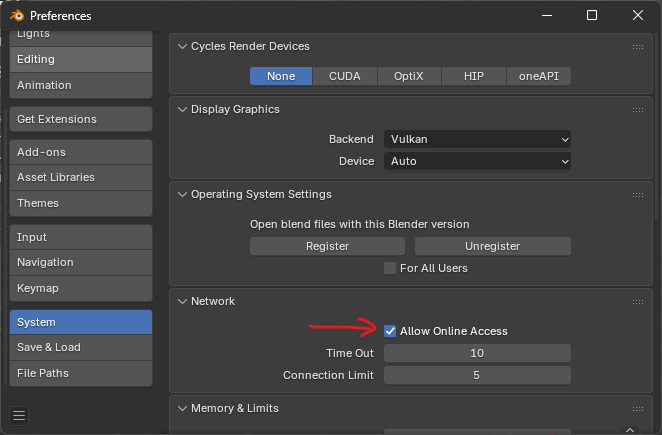 Preferences
Lights
Editing
Animation
Get Extensions
Add-ons
Asset Libraries
Themes
Input
Navigation
Keymap
System
Save & Load
File Paths
Cycles Render Devices
None CUDA OptiX HIP oneAPI
Display Graphics
Backend Vulkan
Device Auto
Operating System Settings
Open blend files with this Blender version
Register Unregister
For All Users
Network
Allow Online Access
Time Out 10
Connection Limit 5
Memory & Limits